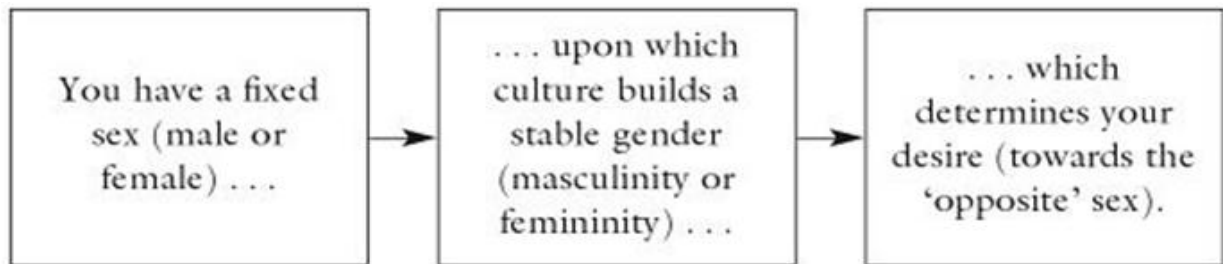 You have a fixed
sex (male or
female) . . .
. . . upon which
culture builds a
stable gender
(masculinity or
femininity) . . .
. . . which
determines your
desire (towards the
‘opposite’ sex).